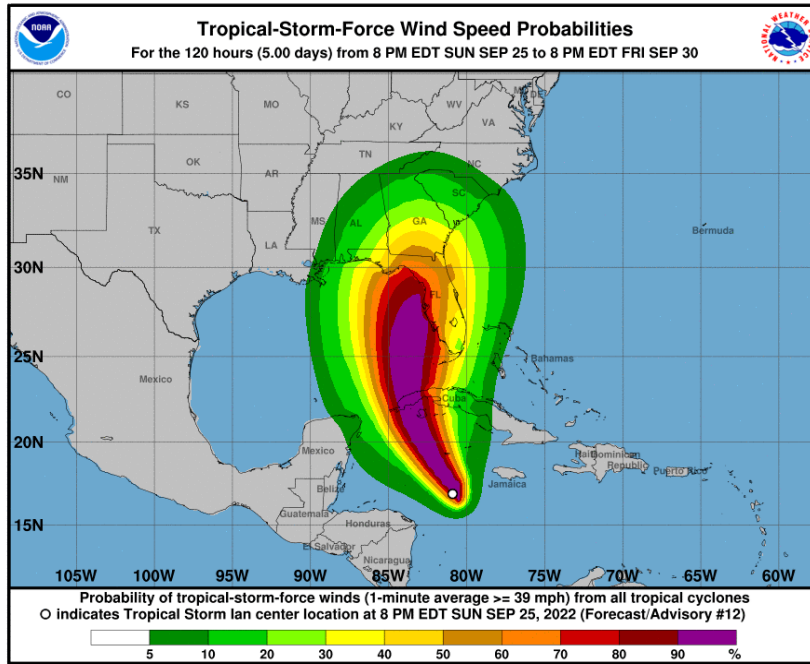 Tropical-Storm-Force Wind Speed Probabilities
For the 120 hours (5.00 days) from 8 PM EDT SUN SEP 25 to 8 PM EDT FRI SEP 30
NOAA
NATIONAL WEATHER SERVICE
CO
KS
MO
WV
VA
DE
KY
OK
TN
NC
NM
AR
SC
MS
AL
GA
TX
LA
FL
Bermuda
Mexico
Bahamas
Cuba
Mexico
Haiti
Dominican Republic
Puerto Rico
Jamaica
Belize
Guatemala
Honduras
El Salvador
Nicaragua
35N
30N
25N
20N
15N
105W 100W 95W 90W 85W 80W 75W 70W 65W 60W
Probability of tropical-storm-force winds (1-minute average >= 39 mph) from all tropical cyclones
O indicates Tropical Storm Ian center location at 8 PM EDT SUN SEP 25, 2022 (Forecast/Advisory #12)
5 10 20 30 40 50 60 70 80 90 %